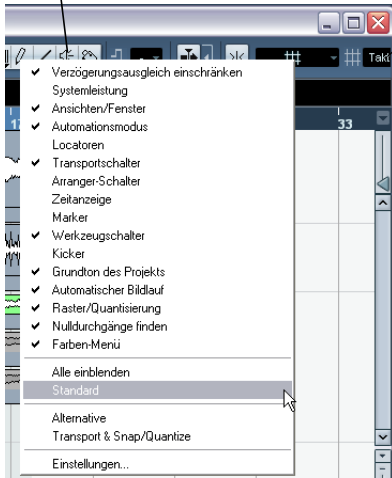 Takt
Verzögerungsausgleich einschränken
Systemleistung
Ansichten/Fenster
Automationsmodus
17
33
Locatoren
Transportschalter
Arranger-Schalter
Zeitanzeige
Marker
Werkzeugschalter
Kicker
Grundton des Projekts
Automatischer Bildlauf
Raster/Quantisierung
Nulldurchgänge finden
Farben-Menü
Alle einblenden
Standard
Alternative
Transport & Snap/Quantize
Einstellungen...